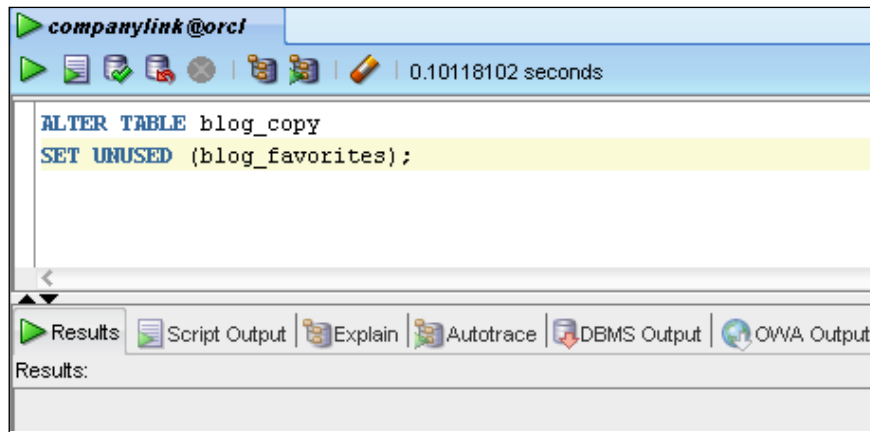 companylink@orcl
0.10118102 seconds
ALTER TABLE blog_copy
SET UNUSED (blog_favorites);
Results Script Output Explain Autotrace DBMS Output OWA Output
Results: